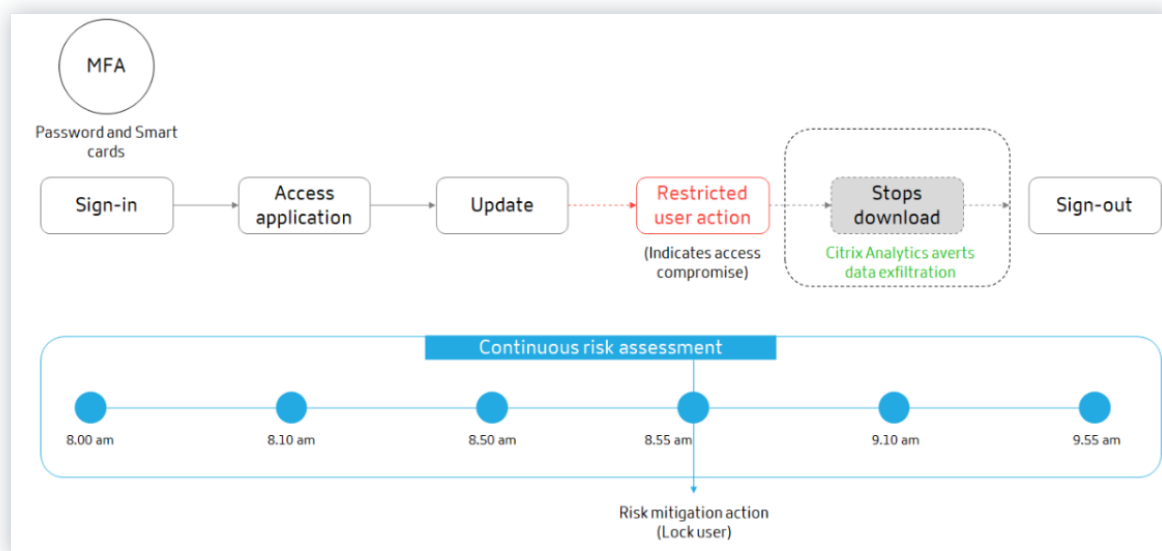 MFA
Password and Smart
cards
Sign-in
Access
application
Update
Restricted
user action
(Indicates access
compromise)
Stops
download
Citrix Analytics averts
data exfiltration
Sign-out
Continuous risk assessment
8.00 am
8.10 am
8.50 am
8.55 am
9.10 am
9.55 am
Risk mitigation action
(Lock user)